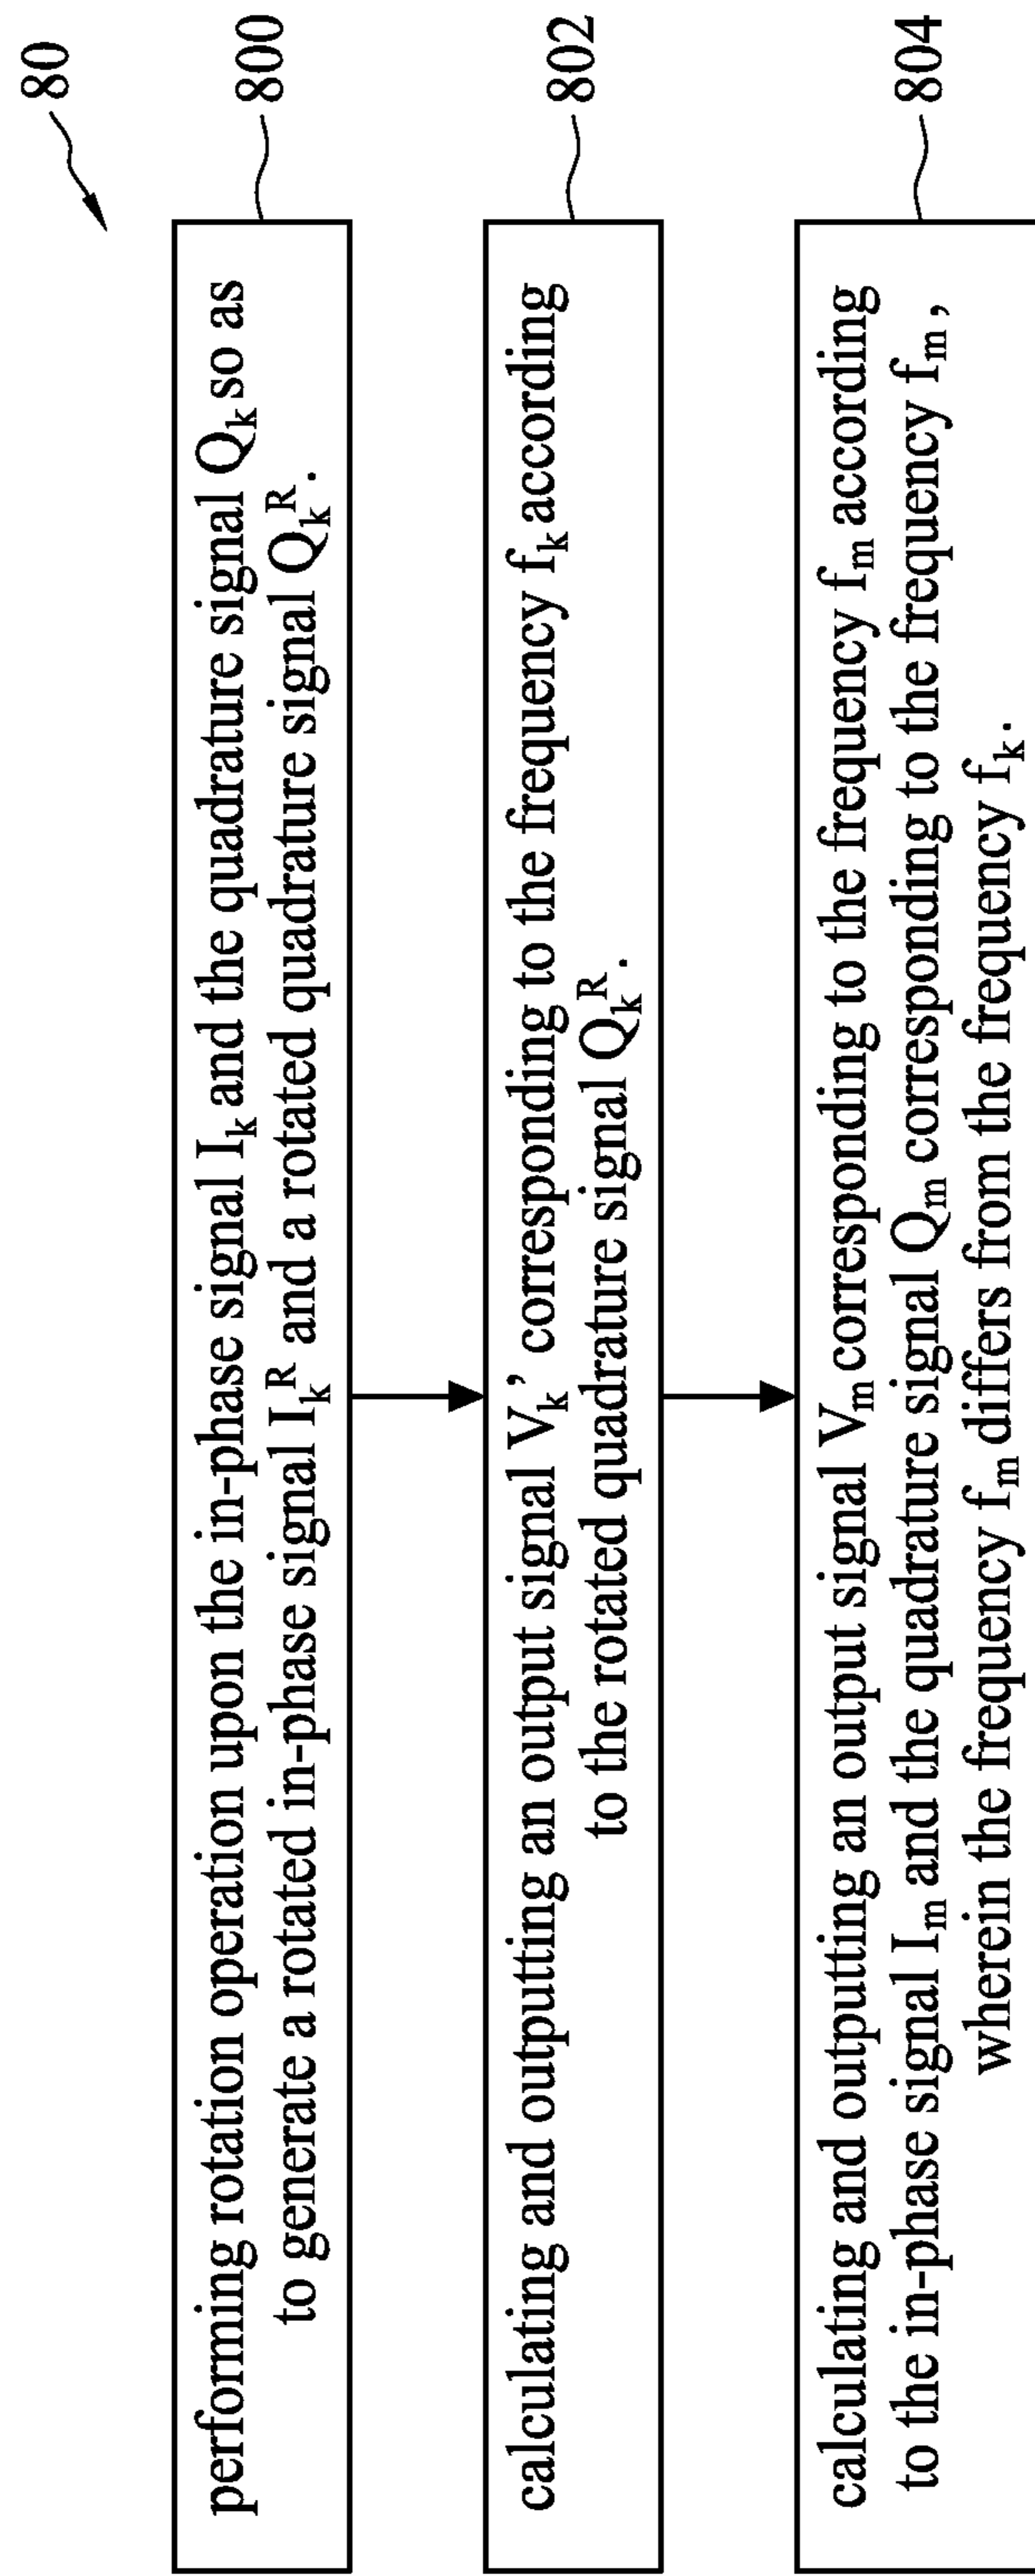 80
performing rotation operation upon the in-phase signal Iₖ and the quadrature signal Qₖ so as
to generate a rotated in-phase signal Iₖᴿ and a rotated quadrature signal Qₖᴿ.
800
calculating and outputting an output signal Vₖ’ corresponding to the frequency fₖ according
to the rotated quadrature signal Qₖᴿ.
802
calculating and outputting an output signal Vₘ corresponding to the frequency fₘ according
to the in-phase signal Iₘ and the quadrature signal Qₘ corresponding to the frequency fₘ,
wherein the frequency fₘ differs from the frequency fₖ.
804